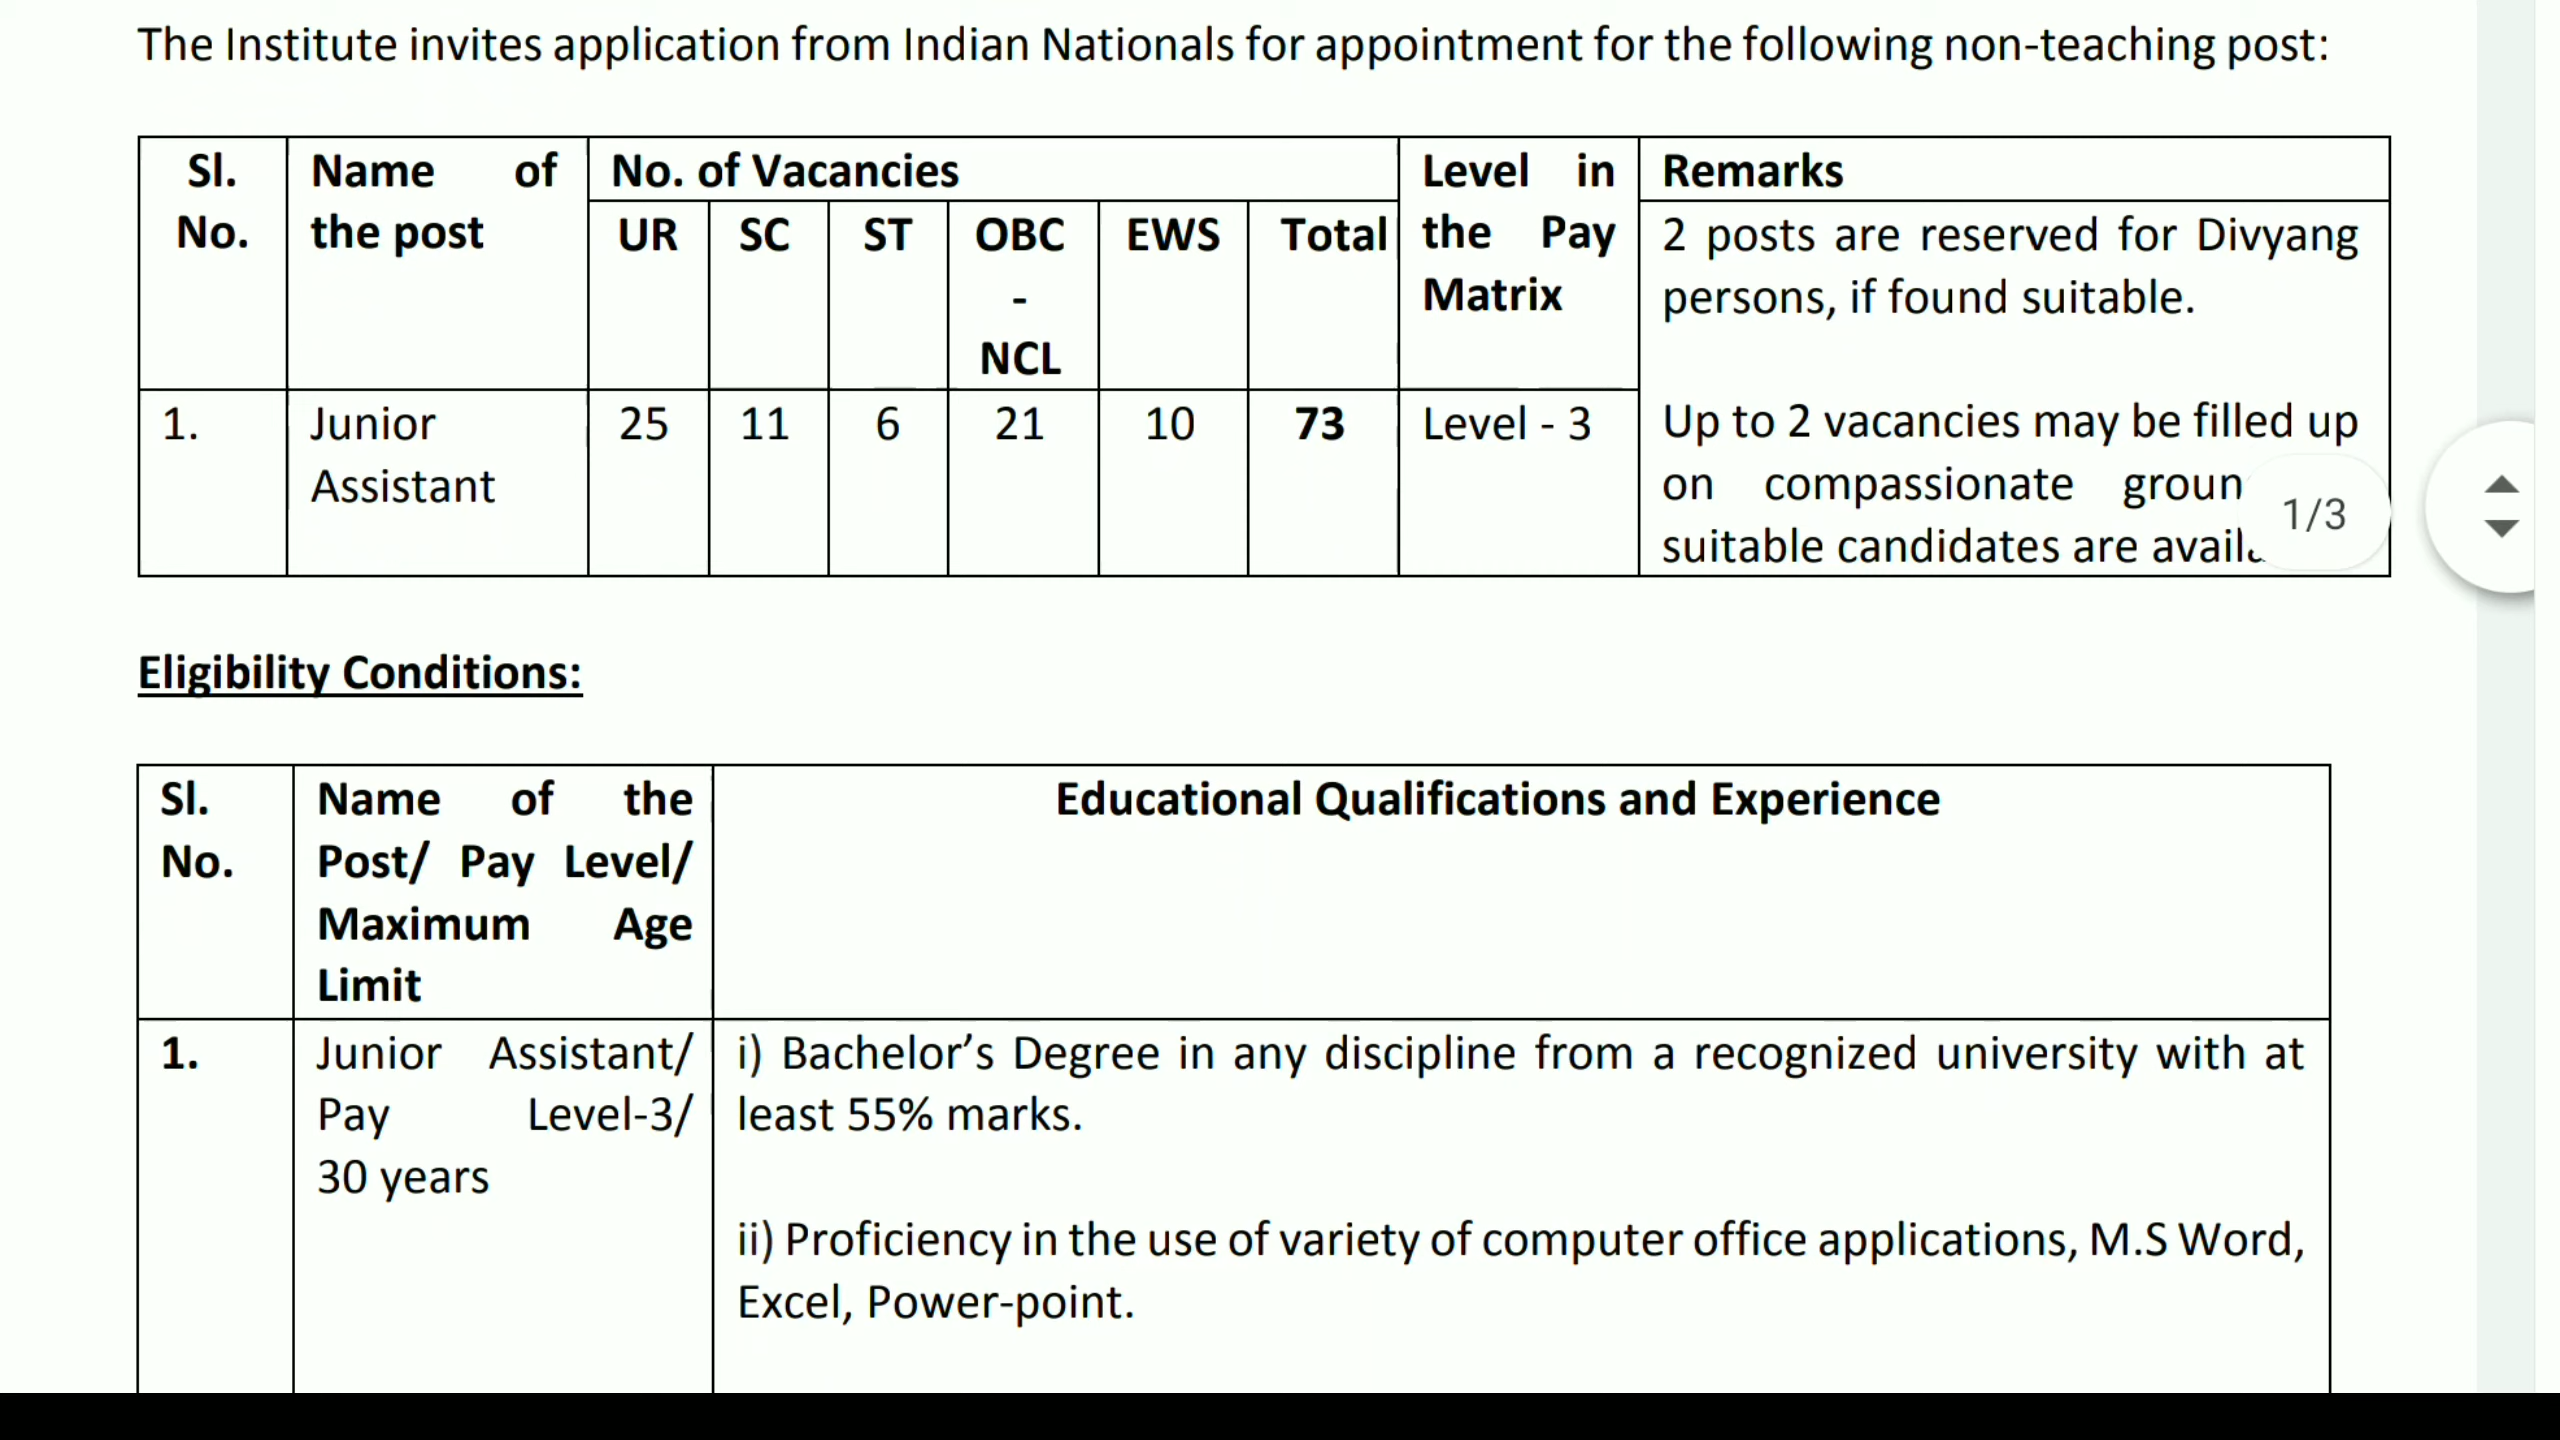 The Institute invites application from Indian Nationals for appointment for the following non-teaching post:
Sl. No.
Name of the post
No. of Vacancies
Level in the Pay Matrix
Remarks
UR SC ST OBC - NCL EWS Total
2 posts are reserved for Divyang
persons, if found suitable.
1. Junior Assistant 25 11 6 21 10 73 Level - 3
Up to 2 vacancies may be filled up
on compassionate
suitable candidates are
1/3
Eligibility Conditions:
Sl.
No.
Name of the
Post/ Pay Level/
Maximum Age
Limit
Educational Qualifications and Experience
1.
Junior Assistant/
Pay Level-3/
30 years
i) Bachelor’s Degree in any discipline from a recognized university with at
least 55% marks.
ii) Proficiency in the use of variety of computer office applications, M.S Word,
Excel, Power-point.